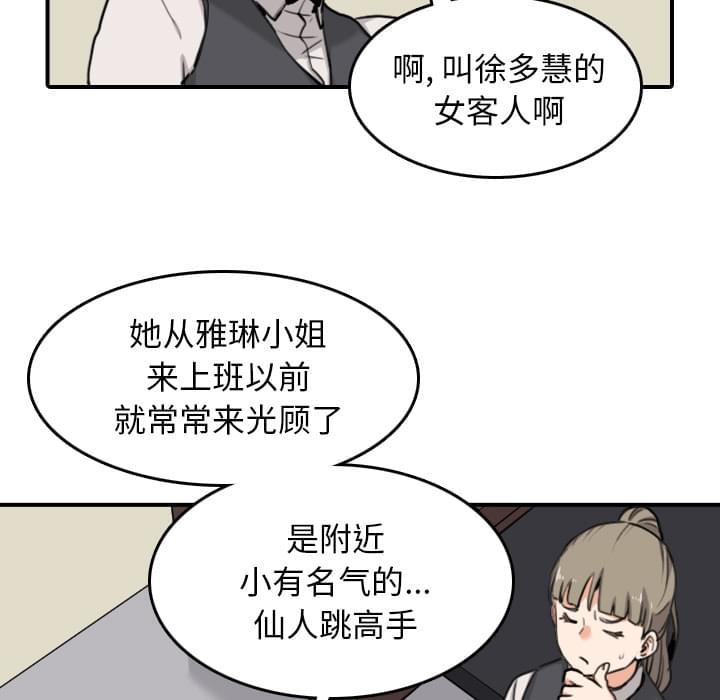 啊, 叫徐多慧的
女客人啊
她从雅琳小姐
来上班以前
就常常来光顾了
是附近
小有名气的...
仙人跳高手